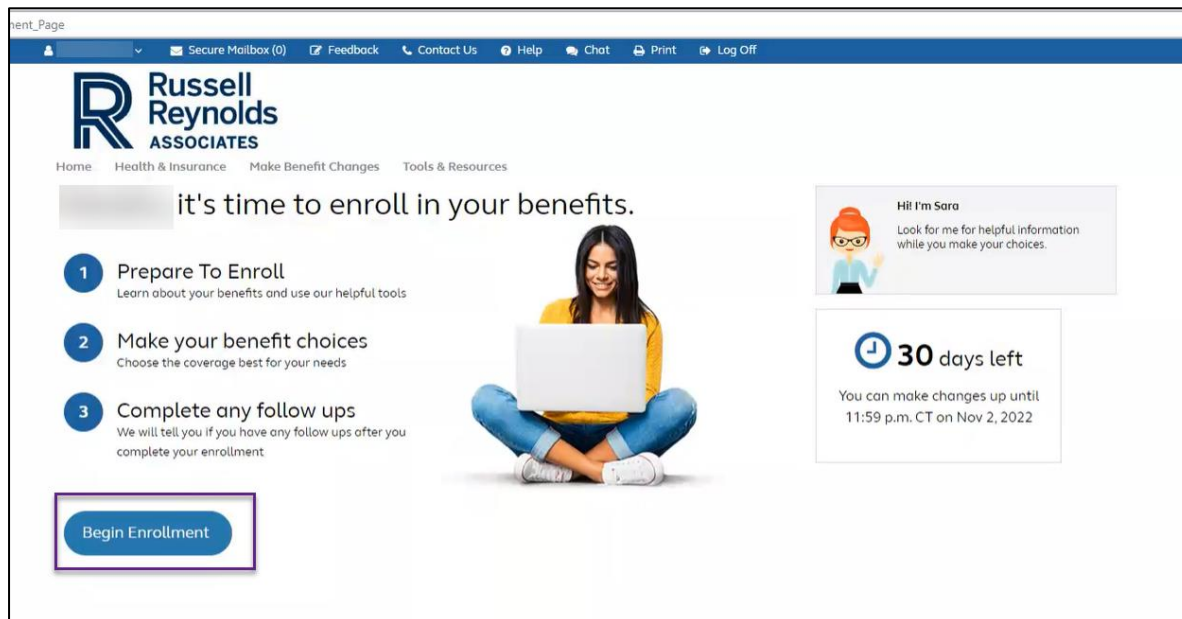 Secure Mailbox (0) Feedback Contact Us Help Chat Print Log Off
Russell
Reynolds
ASSOCIATES
Home Health & Insurance Make Benefit Changes Tools & Resources
it's time to enroll in your benefits.
1 Prepare To Enroll
Learn about your benefits and use our helpful tools
2 Make your benefit choices
Choose the coverage best for your needs
3 Complete any follow ups
We will tell you if you have any follow ups after you
complete your enrollment
Begin Enrollment
Hi! I'm Sara
Look for me for helpful information
while you make your choices.
30 days left
You can make changes up until
11:59 p.m. CT on Nov 2, 2022